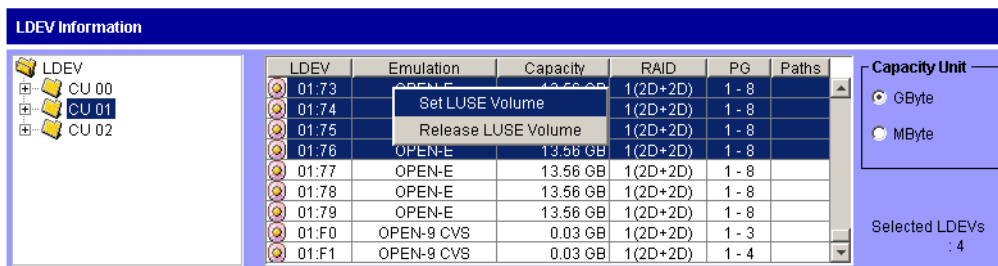 LDEV Information
LDEV
CU 00
CU 01
CU 02
LDEV Emulation Capacity RAID PG Paths
01:73 OPEN-E 13.56 GB 1(2D+2D) 1 - 8
01:74 1(2D+2D) 1 - 8
01:75 1(2D+2D) 1 - 8
01:76 OPEN-E 13.56 GB 1(2D+2D) 1 - 8
01:77 OPEN-E 13.56 GB 1(2D+2D) 1 - 8
01:78 OPEN-E 13.56 GB 1(2D+2D) 1 - 8
01:79 OPEN-E 13.56 GB 1(2D+2D) 1 - 8
01:F0 OPEN-9 CVS 0.03 GB 1(2D+2D) 1 - 3
01:F1 OPEN-9 CVS 0.03 GB 1(2D+2D) 1 - 4
Set LUSE Volume
Release LUSE Volume
Capacity Unit
GByte
MByte
Selected LDEVs
: 4